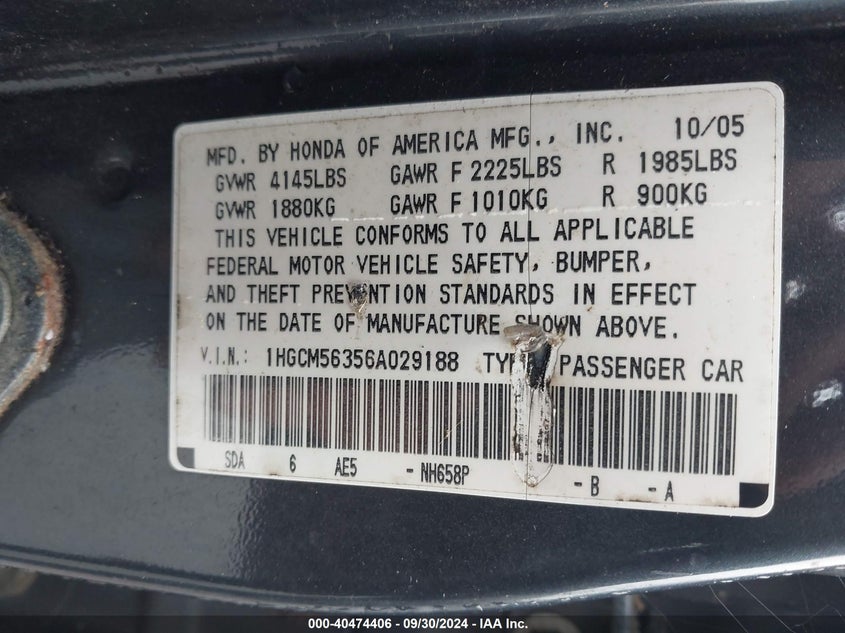 MFD. BY HONDA OF AMERICA MFG., INC. 10/05
GVWR 4145LBS GAWR F 2225LBS R 1985LBS
GVWR 1880KG GAWR F 1010KG R 900KG
THIS VEHICLE CONFORMS TO ALL APPLICABLE
FEDERAL MOTOR VEHICLE SAFETY, BUMPER,
AND THEFT PREVENTION STANDARDS IN EFFECT
ON THE DATE OF MANUFACTURE SHOWN ABOVE.
V.I.N.: 1HGCM56356A029188 TYPE PASSENGER CAR
SDA 6 AE5 -NH658P -B -A
000-40474406 - 09/30/2024 - IAA Inc.